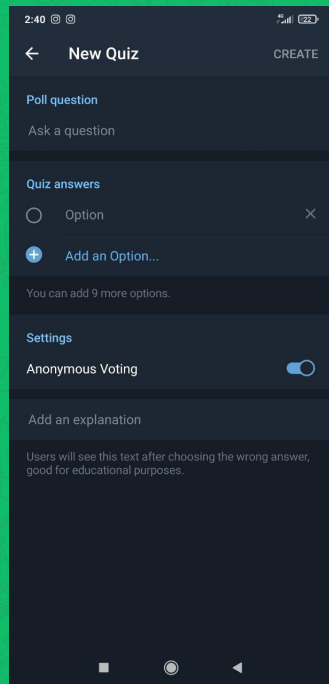 2:40 4G 22
New Quiz CREATE
Poll question
Ask a question
Quiz answers
Option
Add an Option...
You can add 9 more options.
Settings
Anonymous Voting
Add an explanation
Users will see this text after choosing the wrong answer,
good for educational purposes.